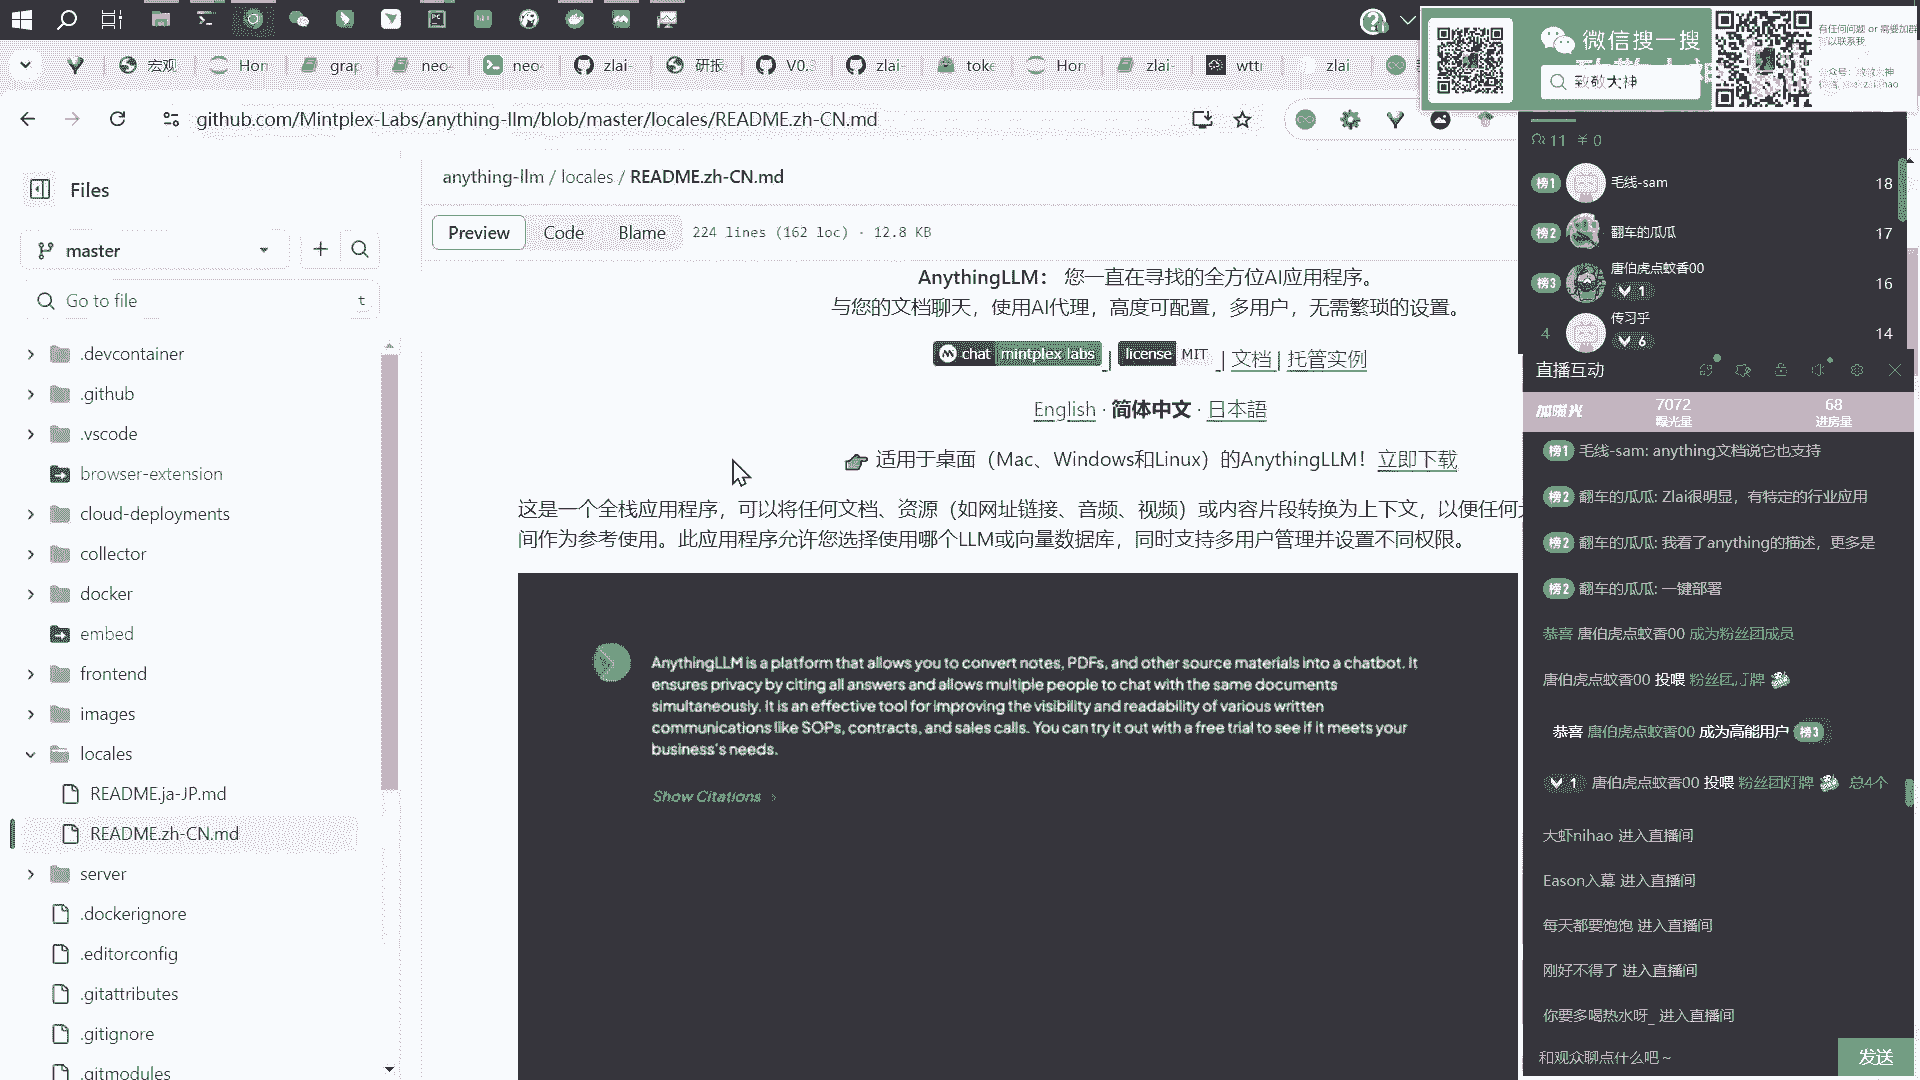 宏观
Hon
grap
neo-
neo-
zlai-
研报
V0.3
zlai-
toke
Hon
zlai-
wttr
zlai
微信搜一搜
致敬大神
有任何问题 or 需要加群
可以联系我
github.com/Mintplex-Labs/anything-llm/blob/master/locales/README.zh-CN.md
Files
master
Go to file
t
.devcontainer
.github
.vscode
browser-extension
cloud-deployments
collector
docker
embed
frontend
images
locales
README.ja-JP.md
README.zh-CN.md
server
.dockerignore
.editorconfig
.gitattributes
.gitignore
.gitmodules
anything-llm / locales / README.zh-CN.md
Preview
Code
Blame
224 lines (162 loc) · 12.8 KB
AnythingLLM： 您一直在寻找的全方位AI应用程序。
与您的文档聊天，使用AI代理，高度可配置，多用户，无需繁琐的设置。
chat mintplex labs | license MIT | 文档 | 托管实例
English · 简体中文 · 日本語
适用于桌面（Mac、Windows和Linux）的AnythingLLM！立即下载
这是一个全栈应用程序，可以将任何文档、资源（如网址链接、音频、视频）或内容片段转换为上下文，以便任何
间作为参考使用。此应用程序允许您选择使用哪个LLM或向量数据库，同时支持多用户管理并设置不同权限。
AnythingLLM is a platform that allows you to convert notes, PDFs, and other source materials into a chatbot. It
ensures privacy by citing all answers and allows multiple people to chat with the same documents
simultaneously. It is an effective tool for improving the visibility and readability of various written
communications like SOPs, contracts, and sales calls. You can try it out with a free trial to see if it meets your
business's needs.
Show Citations
11 ¥ 0
榜1 毛线-sam 18
榜2 翻车的瓜瓜 17
榜3 唐伯虎点蚊香00 16
1
4 传习乎 14
6
直播互动
加曝光
7072
曝光量
68
进房量
榜1 毛线-sam: anything文档说它也支持
榜2 翻车的瓜瓜: Zlai很明显，有特定的行业应用
榜2 翻车的瓜瓜: 我看了anything的描述，更多是
榜2 翻车的瓜瓜: 一键部署
恭喜 唐伯虎点蚊香00 成为粉丝团成员
唐伯虎点蚊香00 投喂 粉丝团灯牌
恭喜 唐伯虎点蚊香00 成为高能用户 榜3
1 唐伯虎点蚊香00 投喂 粉丝团灯牌 总4个
大虾nihao 进入直播间
Eason入幕 进入直播间
每天都要饱饱 进入直播间
刚好不得了 进入直播间
你要多喝热水呀_ 进入直播间
和观众聊点什么吧~
发送